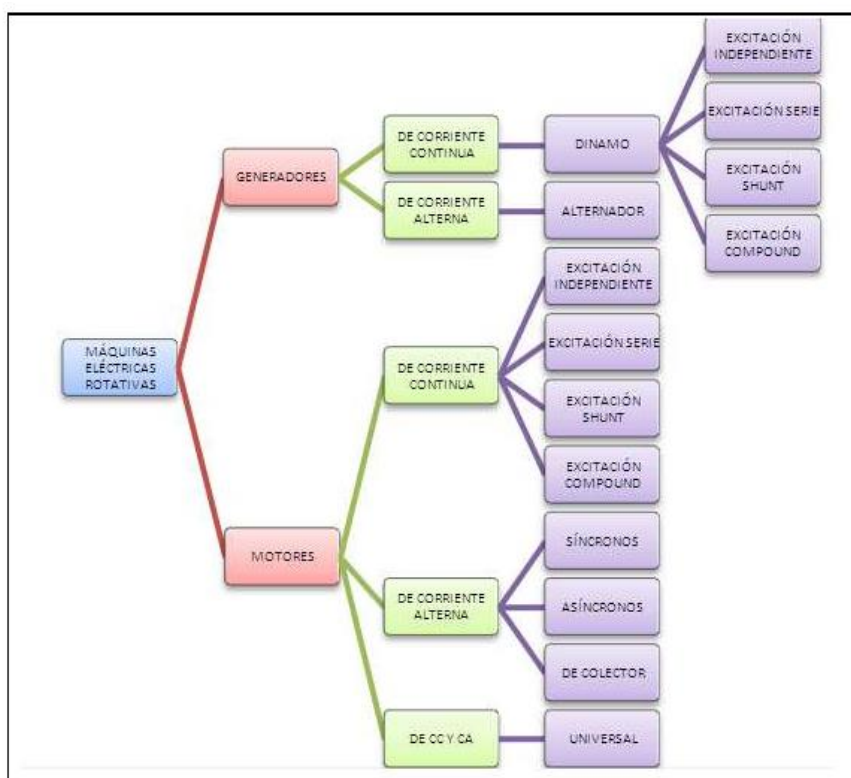 EXCITACIÓN
INDEPENDIENTE
EXCITACIÓN SERIE
EXCITACIÓN
SHUNT
EXCITACIÓN
COMPOUND
DE CORRIENTE
CONTINUA
DINAMO
GENERADORES
DE CORRIENTE
ALTERNA
ALTERNADOR
EXCITACIÓN
INDEPENDIENTE
EXCITACIÓN SERIE
EXCITACIÓN
SHUNT
EXCITACIÓN
COMPOUND
DE CORRIENTE
CONTINUA
MÁQUINAS
ELÉCTRICAS
ROTATIVAS
MOTORES
SÍNCRONOS
DE CORRIENTE
ALTERNA
ASÍNCRONOS
DE COLECTOR
DE CC Y CA
UNIVERSAL